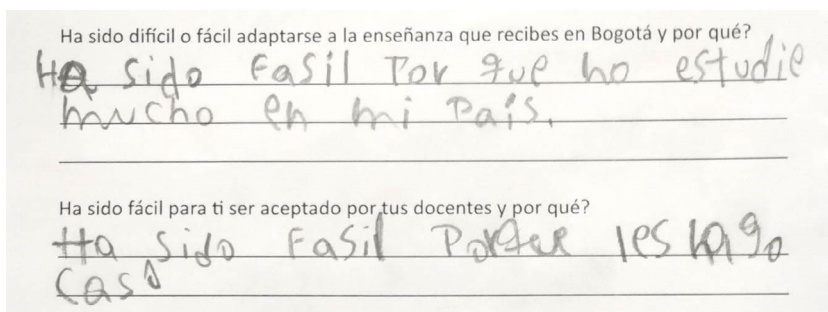 Ha sido difícil o fácil adaptarse a la enseñanza que recibes en Bogotá y por qué?
Ha sido Fasil Por que no estudie
mucho en mi País.
Ha sido fácil para ti ser aceptado por tus docentes y por qué?
Ha sido Fasil Porque les hago
Caso